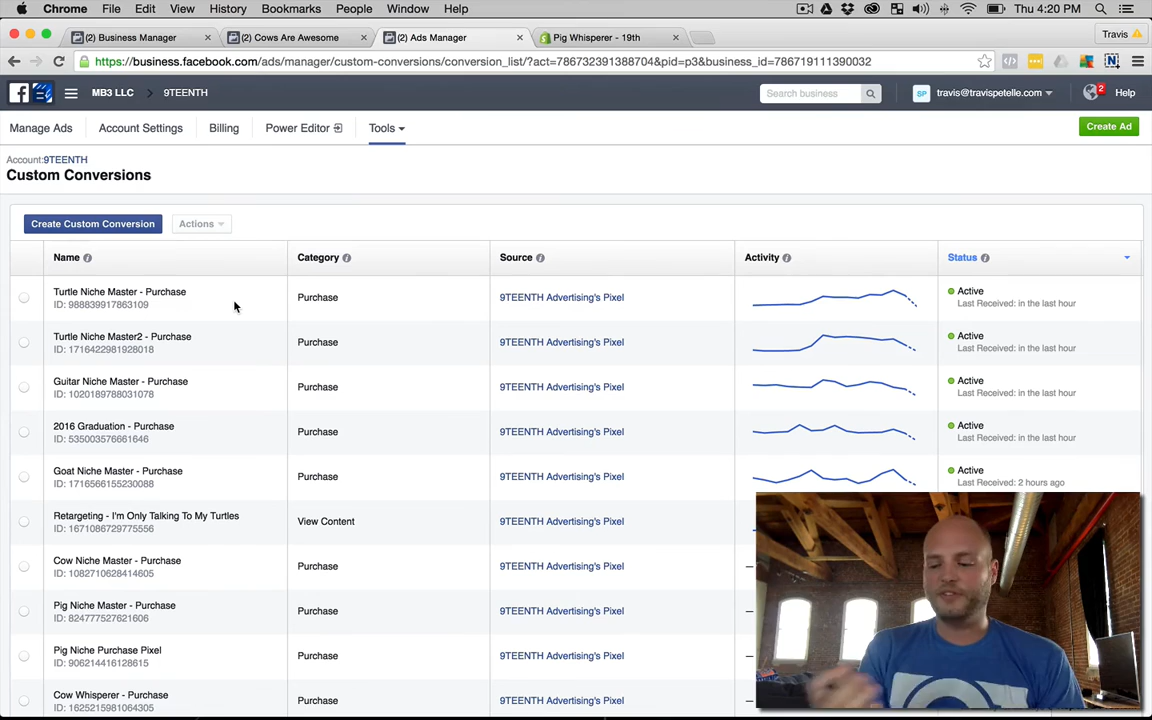 Chrome File Edit View History Bookmarks People Window Help Thu 4:20 PM
(2) Business Manager × (2) Cows Are Awesome × (2) Ads Manager × Pig Whisperer - 19th × Travis
https://business.facebook.com/ads/manager/custom-conversions/conversion_list/?act=786732391388704&pid=p3&business_id=786719111390032
MB3 LLC > 9TEENTH Search business SP travis@travispetelle.com 2 Help
Manage Ads Account Settings Billing Power Editor Tools Create Ad
Account:9TEENTH
Custom Conversions
Create Custom Conversion Actions
Name Category Source Activity Status
Turtle Niche Master - Purchase
ID: 988839917863109
Purchase
9TEENTH Advertising's Pixel
Active
Last Received: in the last hour
Turtle Niche Master2 - Purchase
ID: 1716422981928018
Purchase
9TEENTH Advertising's Pixel
Active
Last Received: in the last hour
Guitar Niche Master - Purchase
ID: 1020189788031078
Purchase
9TEENTH Advertising's Pixel
Active
Last Received: in the last hour
2016 Graduation - Purchase
ID: 535003576661646
Purchase
9TEENTH Advertising's Pixel
Active
Last Received: in the last hour
Goat Niche Master - Purchase
ID: 1716566155230088
Purchase
9TEENTH Advertising's Pixel
Active
Last Received: 2 hours ago
Retargeting - I'm Only Talking To My Turtles
ID: 1671086729775556
View Content
9TEENTH Advertising's Pixel
Cow Niche Master - Purchase
ID: 1082710628414605
Purchase
9TEENTH Advertising's Pixel
Pig Niche Master - Purchase
ID: 824777527621606
Purchase
9TEENTH Advertising's Pixel
Pig Niche Purchase Pixel
ID: 906214416128615
Purchase
9TEENTH Advertising's Pixel
Cow Whisperer - Purchase
ID: 1625215981064305
Purchase
9TEENTH Advertising's Pixel